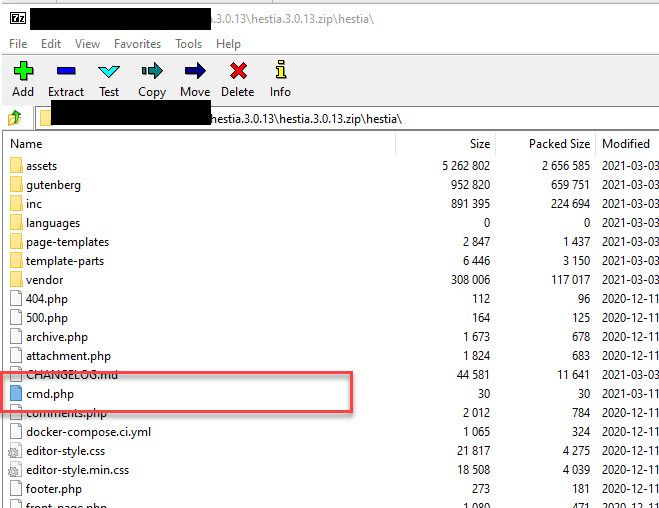 7z a.3.0.13\hestia.3.0.13.zip\hestia\
File Edit View Favorites Tools Help
Add Extract Test Copy Move Delete Info
hestia.3.0.13\hestia.3.0.13.zip\hestia\
Name Size Packed Size Modified
assets 5 262 802 2 656 585 2021-03-03
gutenberg 952 820 659 751 2021-03-03
inc 891 395 224 694 2021-03-03
languages 0 0 2021-03-03
page-templates 2 847 1 437 2021-03-03
template-parts 6 446 3 150 2021-03-03
vendor 308 006 117 017 2021-03-03
404.php 112 96 2020-12-11
500.php 164 125 2020-12-11
archive.php 1 673 678 2020-12-11
attachment.php 1 824 683 2020-12-11
CHANGELOG.md 44 581 11 641 2021-03-03
cmd.php 30 30 2021-03-11
comments.php 2 012 784 2020-12-11
docker-compose.ci.yml 1 065 324 2020-12-11
editor-style.css 21 817 4 275 2020-12-11
editor-style.min.css 18 508 4 039 2020-12-11
footer.php 273 181 2020-12-11
front-page.php 1 080 471 2020-12-11